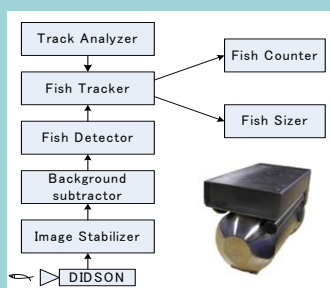 Track Analyzer
Fish Counter
Fish Tracker
Fish Sizer
Fish Detector
Background
subtractor
Image Stabilizer
DIDSON